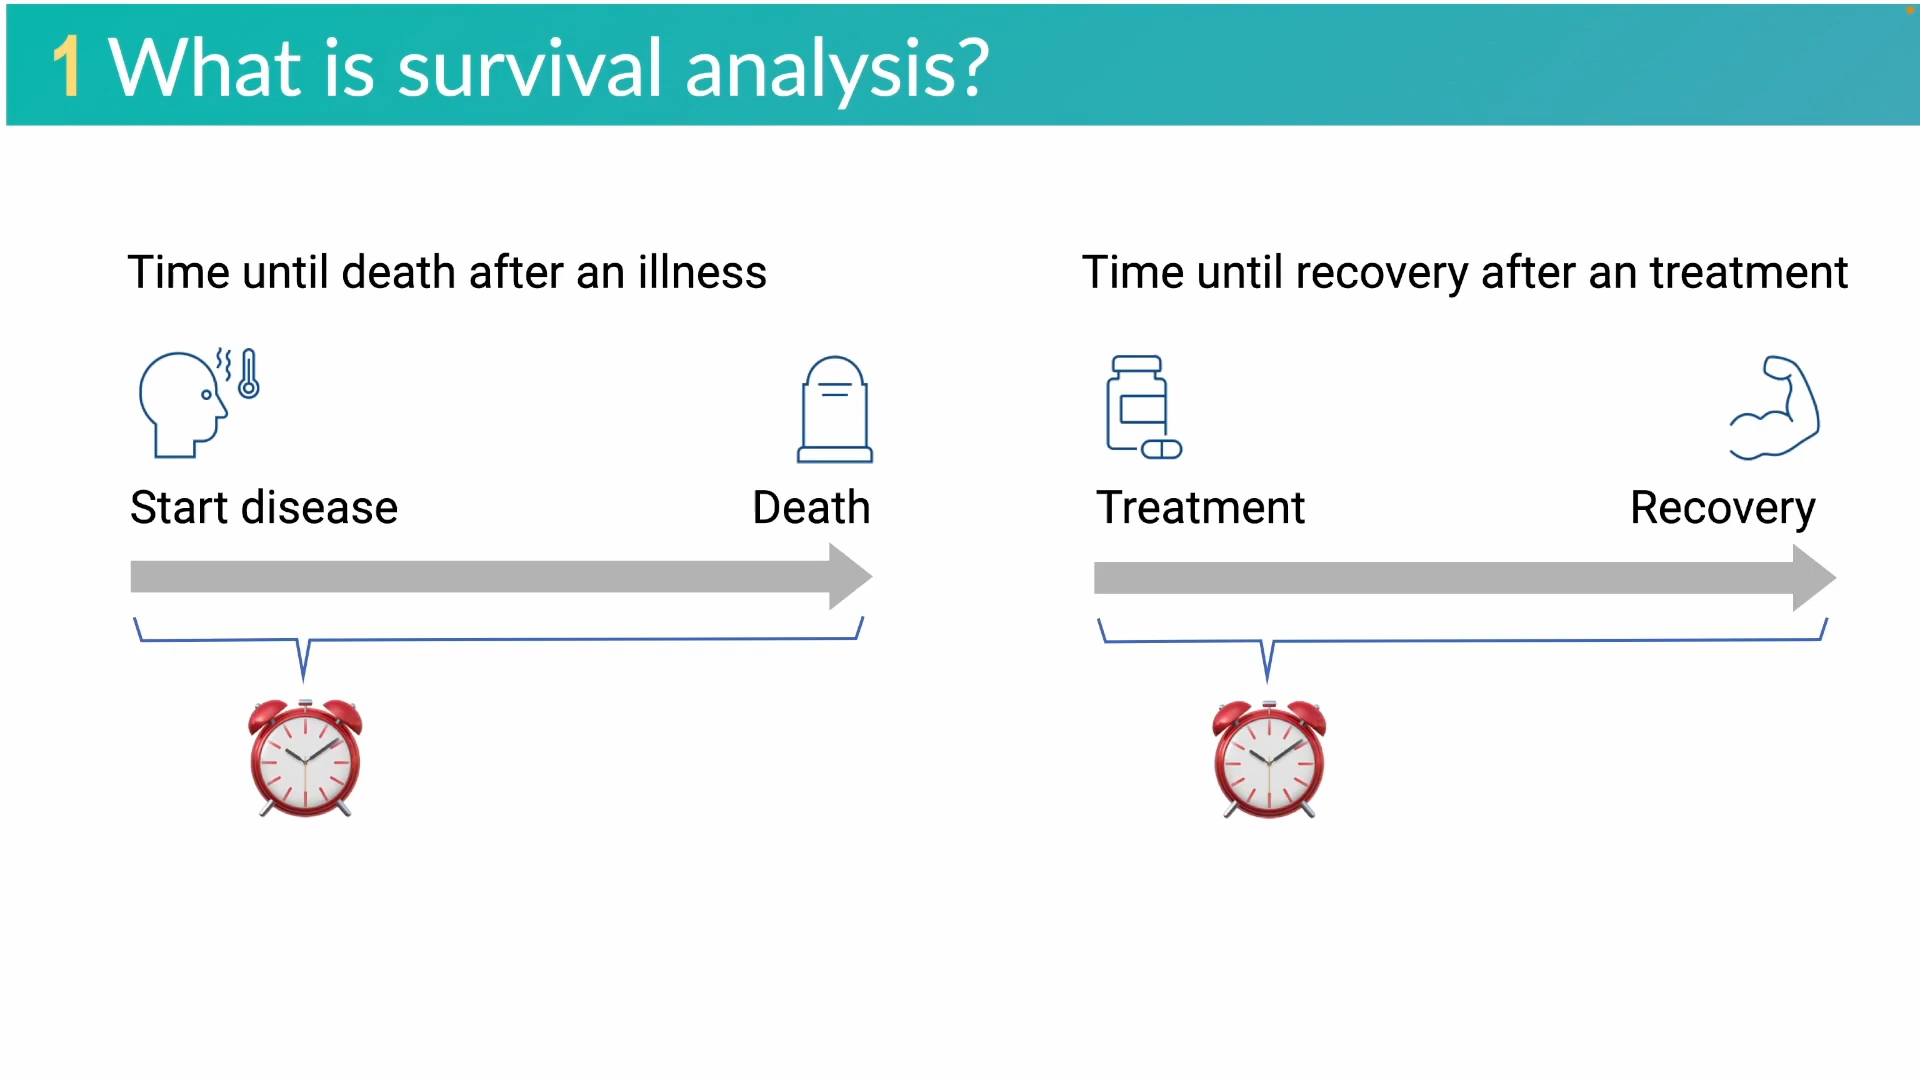 1 What is survival analysis?
Time until death after an illness
Start disease
Death
Time until recovery after an treatment
Treatment
Recovery